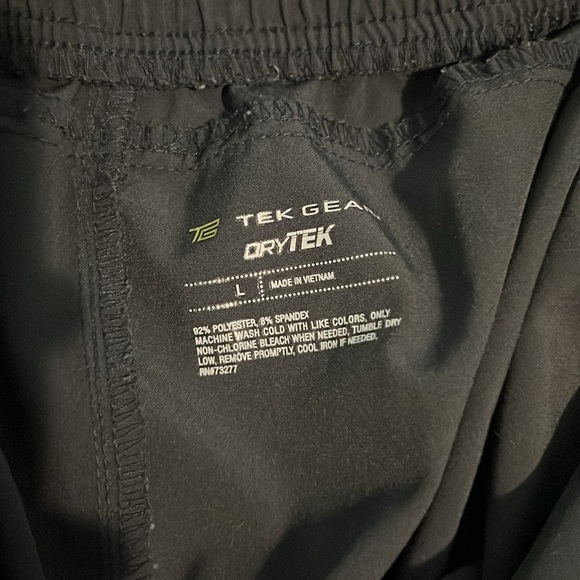 TG TEK GEAR
DRYTEK
L MADE IN VIETNAM
92% POLYESTER, 8% SPANDEX
MACHINE WASH COLD WITH LIKE COLORS, ONLY
NON-CHLORINE BLEACH WHEN NEEDED, TUMBLE DRY
LOW, REMOVE PROMPTLY, COOL IRON IF NEEDED.
RN#73277